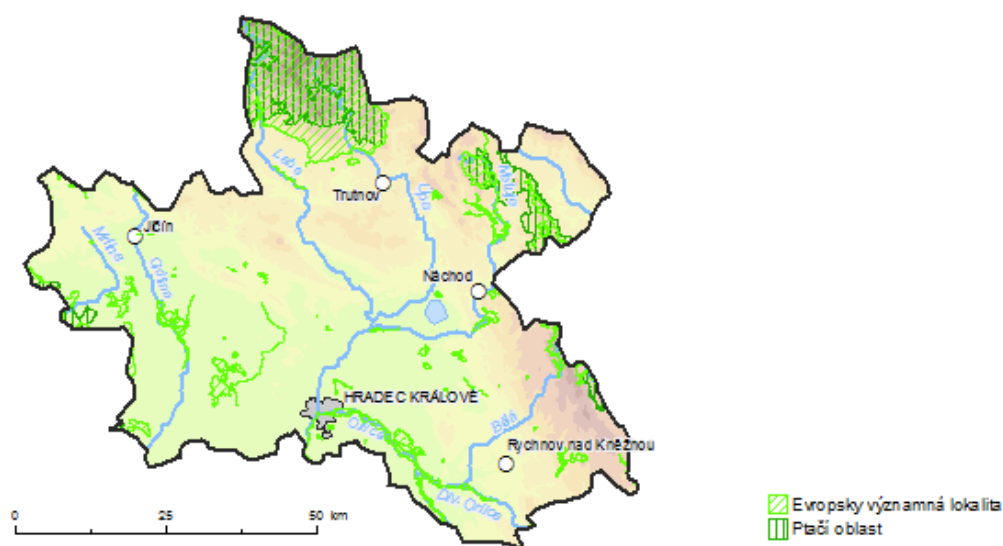 Labe
Trutnov
Úpa
Metuje
Jičín
Mrlina
Cidlina
Náchod
HRADEC KRÁLOVÉ
Orlice
Bělá
Rychnov nad Kněžnou
Div. Orlice
0 25 50 km
Evropsky významná lokalita
Ptačí oblast